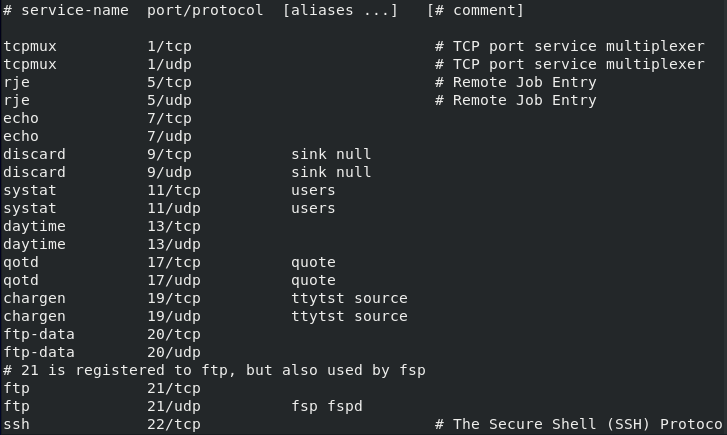 # service-name  port/protocol  [aliases ...]   [# comment]
tcpmux          1/tcp                           # TCP port service multiplexer
tcpmux          1/udp                           # TCP port service multiplexer
rje             5/tcp                           # Remote Job Entry
rje             5/udp                           # Remote Job Entry
echo            7/tcp
echo            7/udp
discard         9/tcp           sink null
discard         9/udp           sink null
systat          11/tcp          users
systat          11/udp          users
daytime         13/tcp
daytime         13/udp
qotd            17/tcp          quote
qotd            17/udp          quote
chargen         19/tcp          ttytst source
chargen         19/udp          ttytst source
ftp-data        20/tcp
ftp-data        20/udp
# 21 is registered to ftp, but also used by fsp
ftp             21/tcp
ftp             21/udp          fsp fspd
ssh             22/tcp                          # The Secure Shell (SSH) Protoco